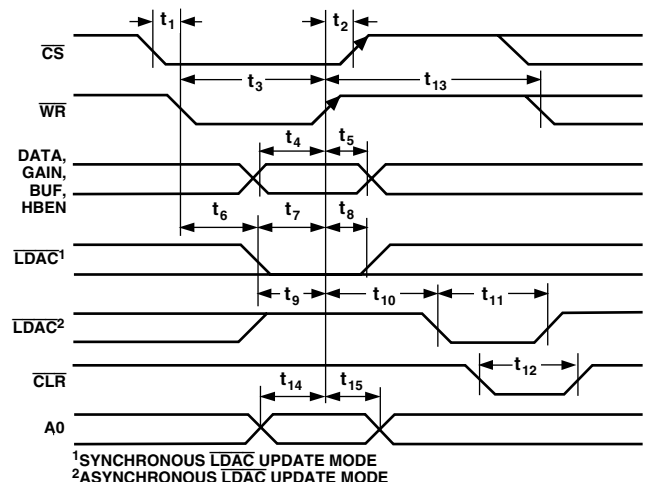 t1 t2
CS
t3 t13
WR
t4 t5
DATA,
GAIN,
BUF,
HBEN
t6 t7 t8
LDAC1
t9 t10 t11
LDAC2
t12
CLR
t14 t15
A0
1SYNCHRONOUS LDAC UPDATE MODE
2ASYNCHRONOUS LDAC UPDATE MODE